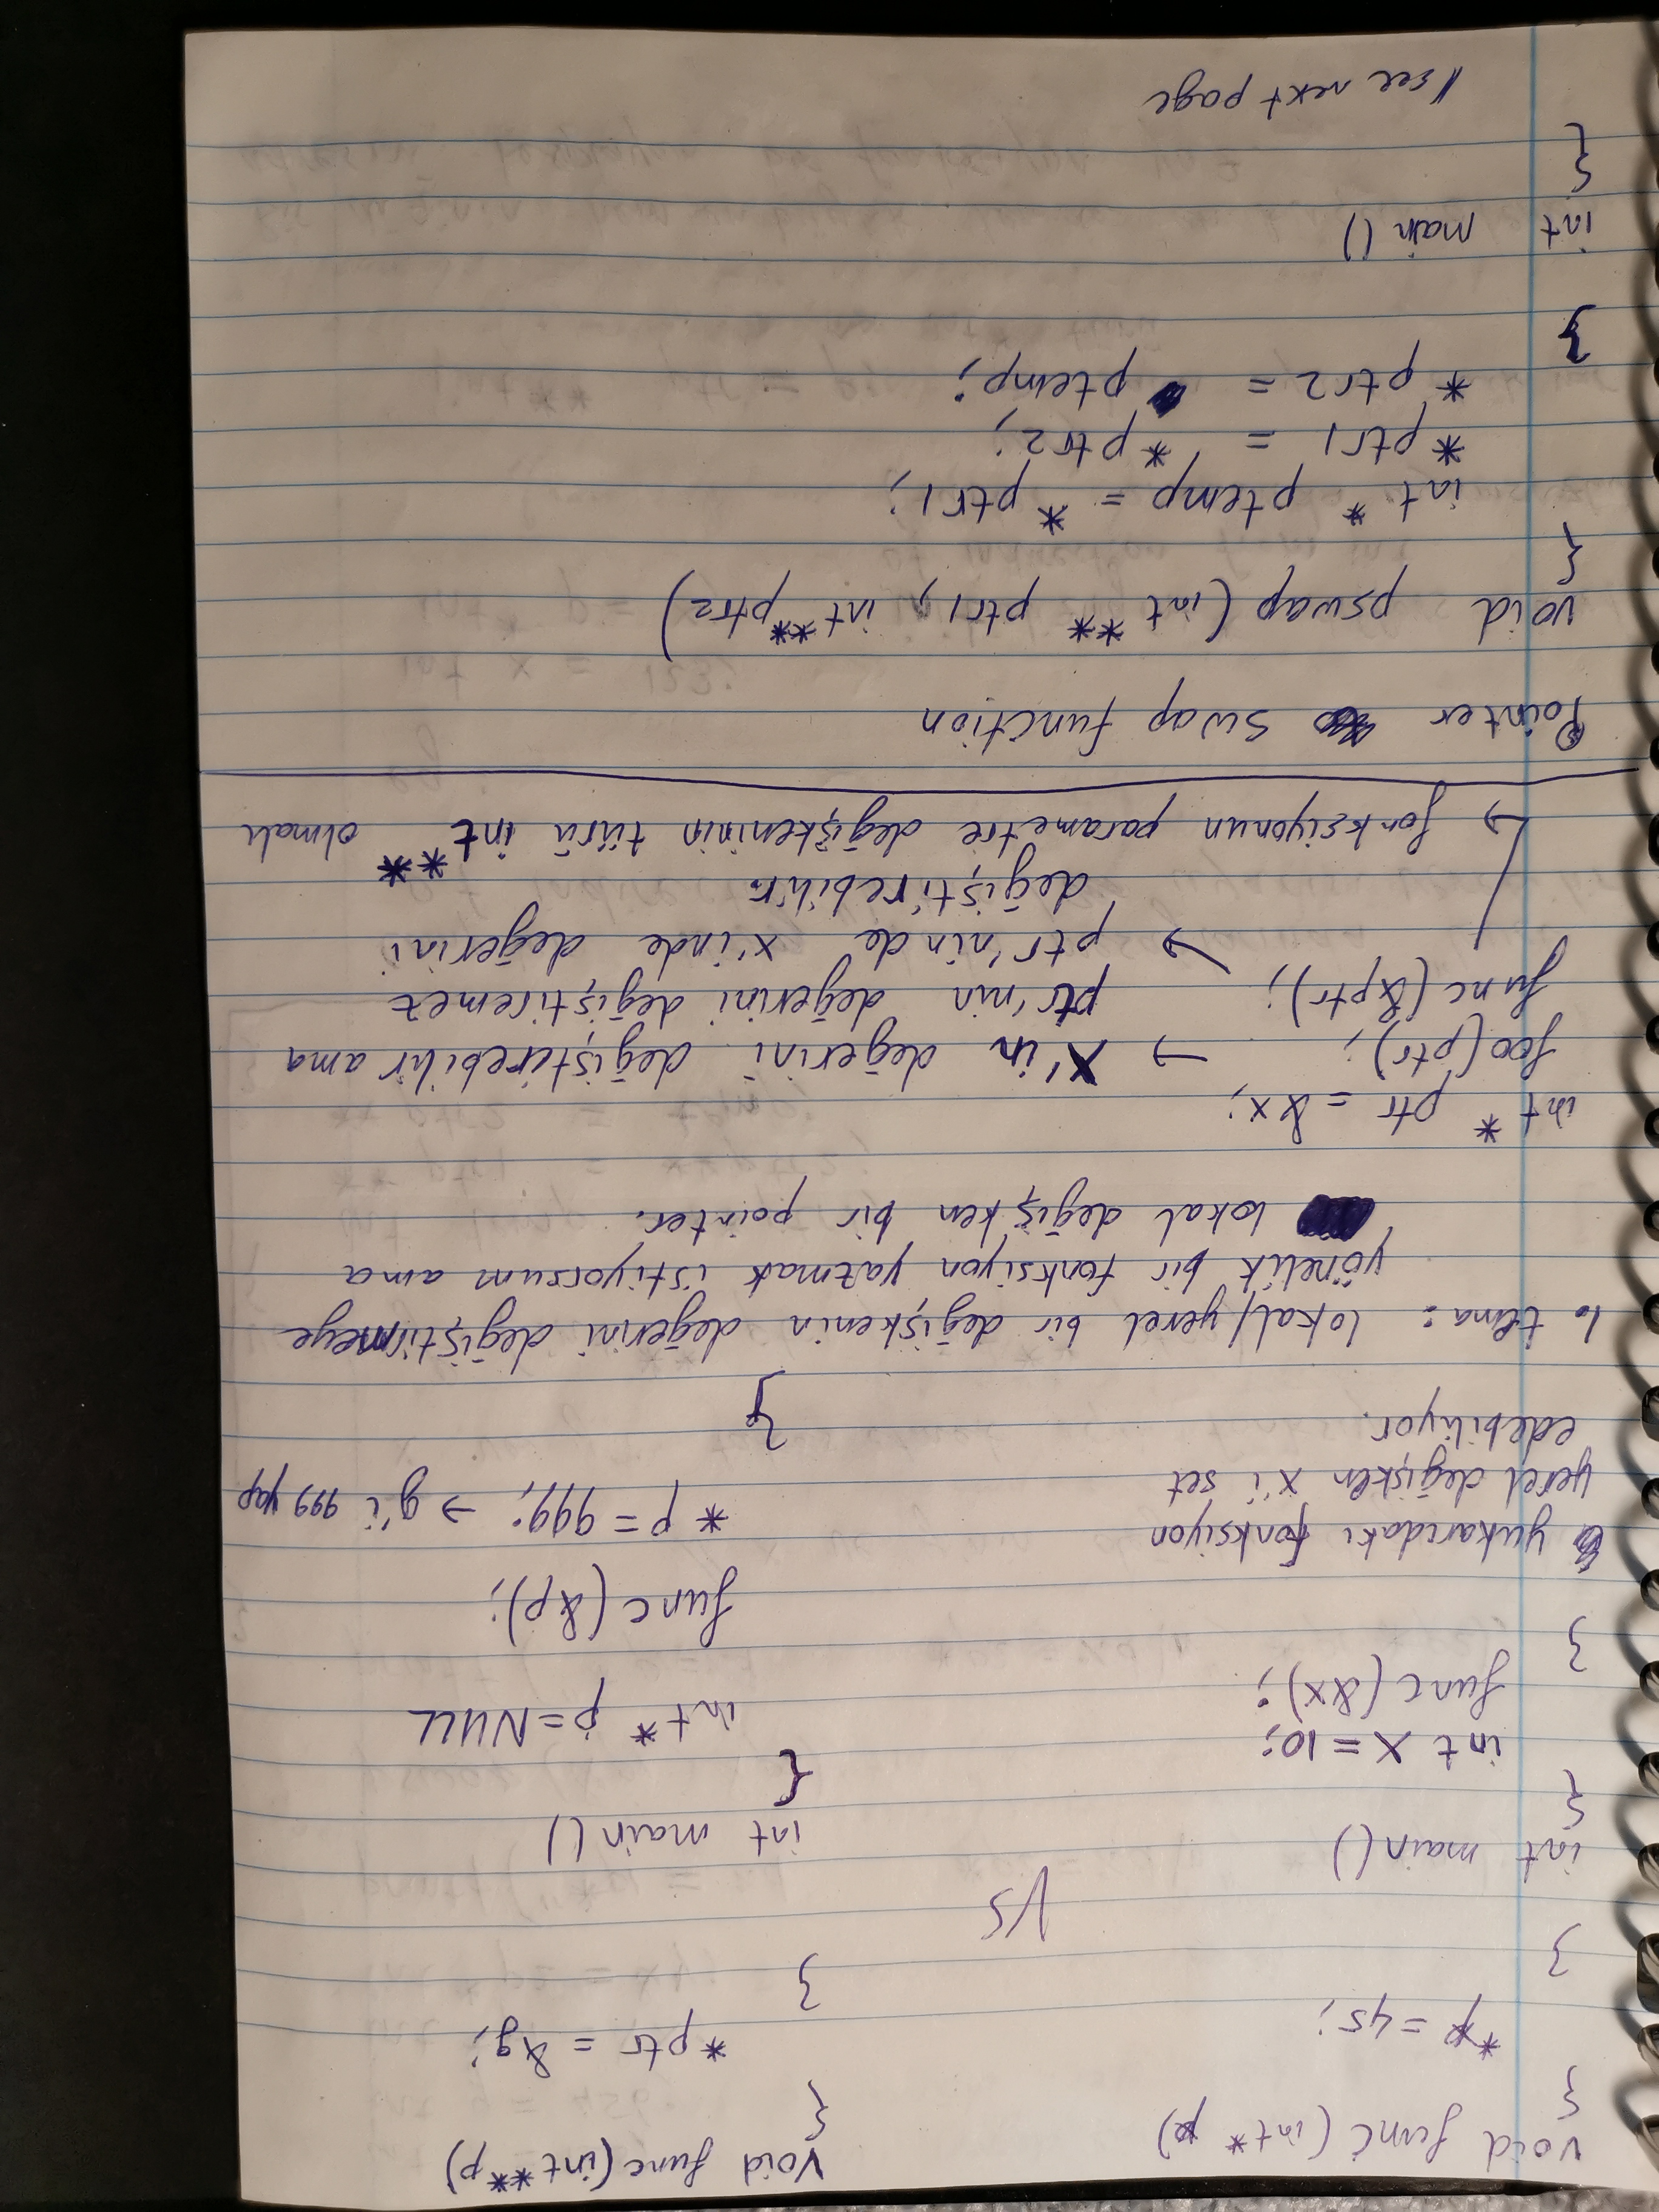 void func (int* p)
{
*p = 45;
}
int main()
{
int x = 10;
func(&x);
}
yukarıdaki fonksiyon
yerel değişken x'i set
edebiliyor.
VS
Void func(int**p)
{
*ptr = &g;
}
int main()
{
int* p = NULL
func(&p);
*p = 999; → g'i 999 yap
}
1. tema: lokal/yerel bir değişkenin değerini değiştirmeye
yönelik bir fonksiyon yazmak istiyorsum ama
lokal değişken bir pointer.
int * ptr = &x;
foo(ptr); → X'in değerini değiştirebilir ama
func(&ptr); ptr'nin değerini değiştiremez
→ ptr'ninde x'inde değerini
değiştirebilir.
→ fonksiyonun parametre değişkeninin türü int** olmalı
Pointer swap function
void pswap(int ** ptr1, int**ptr2)
{
int * ptemp = *ptr1;
*ptr1 = *ptr2;
*ptr2 = ptemp;
}
int main()
{
//see next page